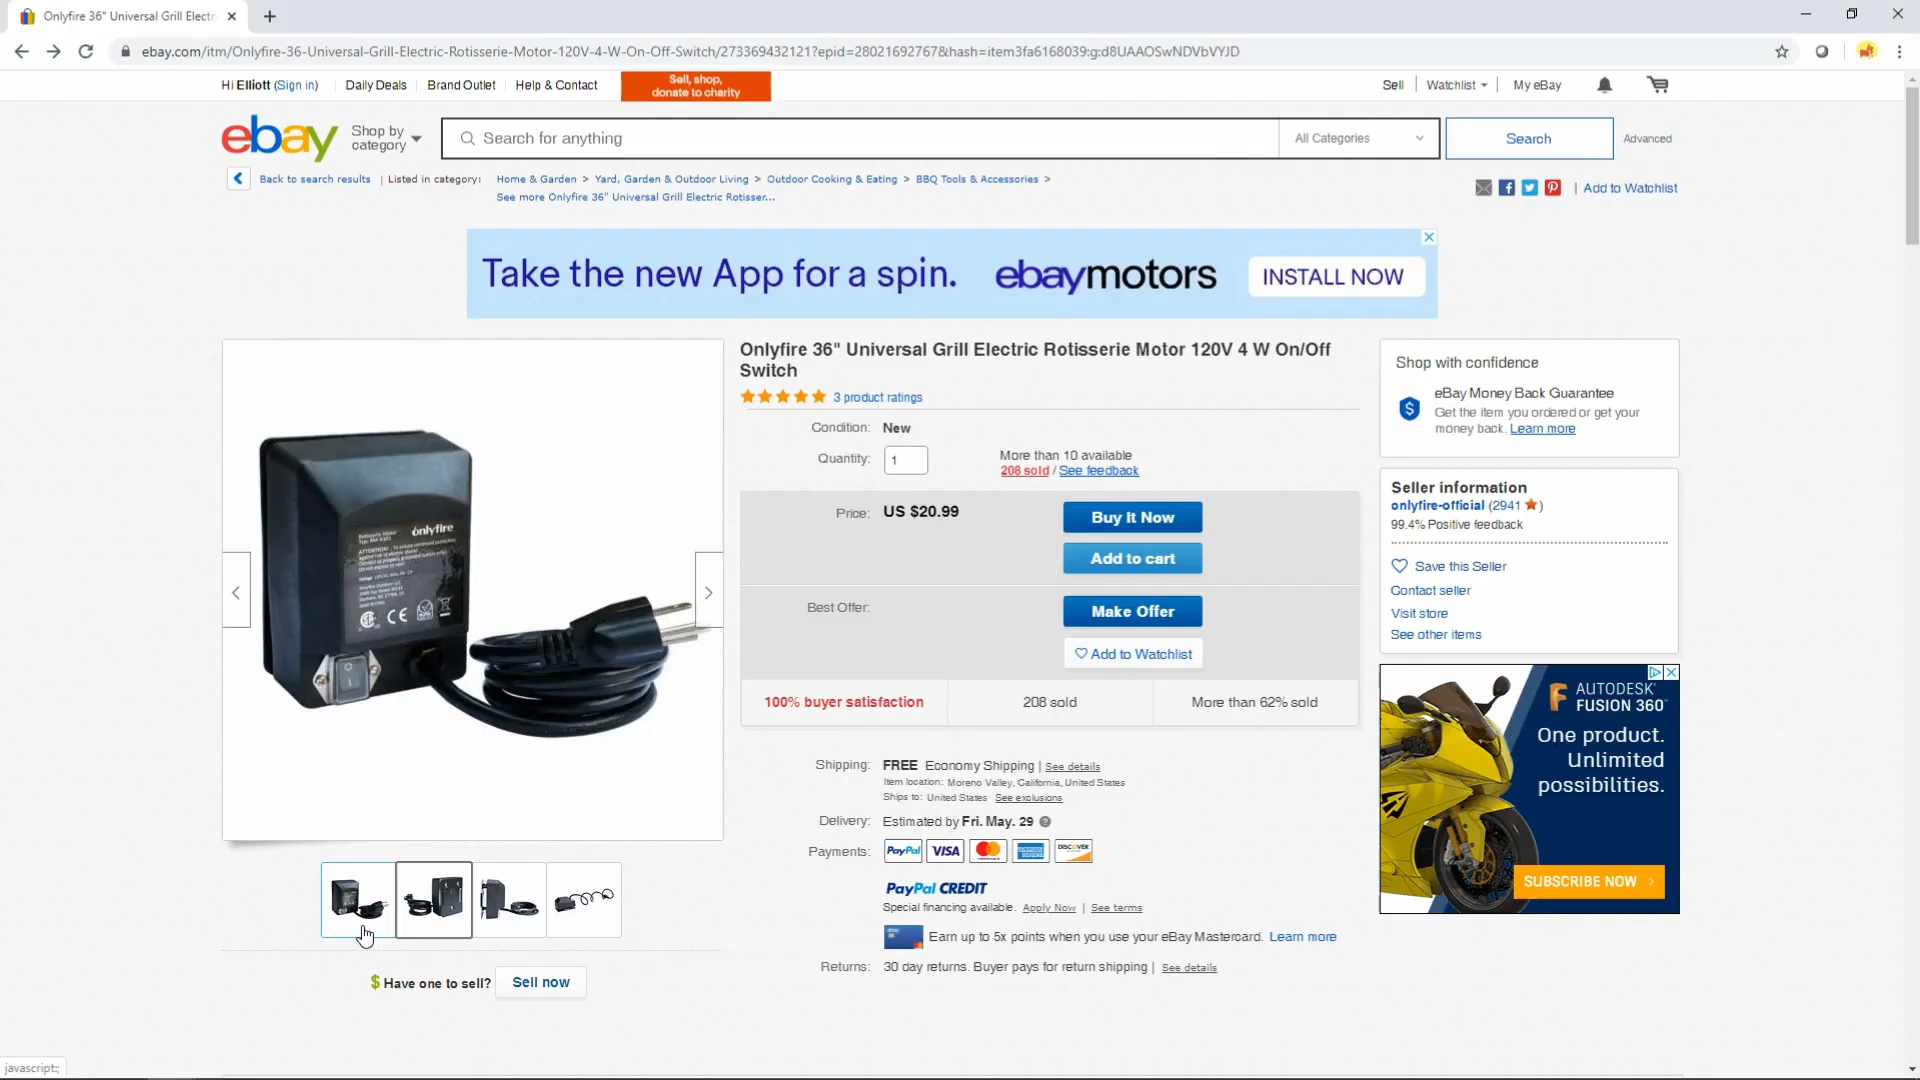 Onlyfire 36" Universal Grill Electr
ebay.com/itm/Onlyfire-36-Universal-Grill-Electric-Rotisserie-Motor-120V-4-W-On-Off-Switch/273369432121?epid=28021692767&hash=item3fa6168039:g:d8UAAOSwNDVbVYJD
Hi Elliott (Sign in)
Daily Deals
Brand Outlet
Help & Contact
Sell, shop,
donate to charity
Sell
Watchlist
My eBay
ebay
Shop by
category
Search for anything
All Categories
Search
Advanced
Back to search results | Listed in category:
Home & Garden > Yard, Garden & Outdoor Living > Outdoor Cooking & Eating > BBQ Tools & Accessories >
See more Onlyfire 36" Universal Grill Electric Rotisser...
| Add to Watchlist
Take the new App for a spin.
ebaymotors
INSTALL NOW
Onlyfire 36" Universal Grill Electric Rotisserie Motor 120V 4 W On/Off
Switch
3 product ratings
Condition: New
Quantity: 1
More than 10 available
208 sold / See feedback
Price: US $20.99
Buy It Now
Add to cart
Best Offer:
Make Offer
Add to Watchlist
100% buyer satisfaction
208 sold
More than 62% sold
Shipping: FREE Economy Shipping | See details
Item location: Moreno Valley, California, United States
Ships to: United States See exclusions
Delivery: Estimated by Fri. May. 29
Payments: PayPal VISA DISCOVER
PayPal CREDIT
Special financing available. Apply Now | See terms
Earn up to 5x points when you use your eBay Mastercard. Learn more
Returns: 30 day returns. Buyer pays for return shipping | See details
Shop with confidence
eBay Money Back Guarantee
Get the item you ordered or get your
money back. Learn more
Seller information
onlyfire-official (2941)
99.4% Positive feedback
Save this Seller
Contact seller
Visit store
See other items
AUTODESK
FUSION 360
One product.
Unlimited
possibilities.
SUBSCRIBE NOW
onlyfire
Rotisserie Motor
CE
$ Have one to sell?
Sell now
javascript:;